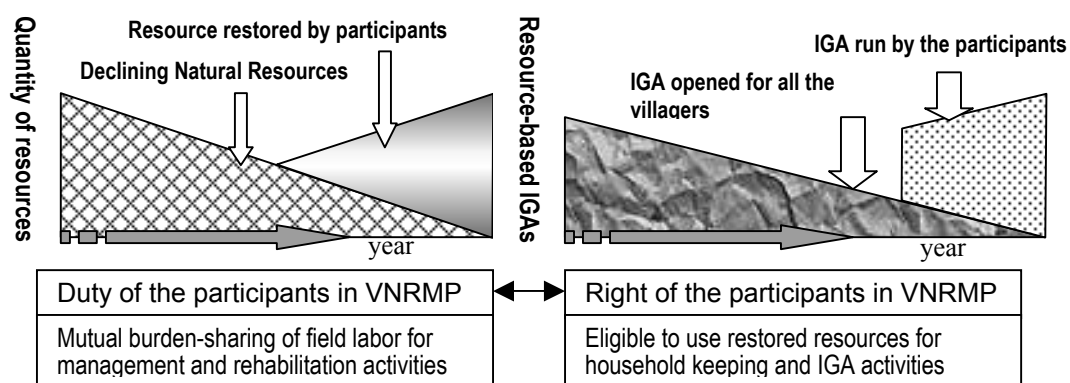 Quantity of resources
Resource restored by participants
Declining Natural Resources
year
Resource-based IGAs
IGA run by the participants
IGA opened for all the
villagers
year
Duty of the participants in VNRMP
Mutual burden-sharing of field labor for
management and rehabilitation activities
Right of the participants in VNRMP
Eligible to use restored resources for
household keeping and IGA activities